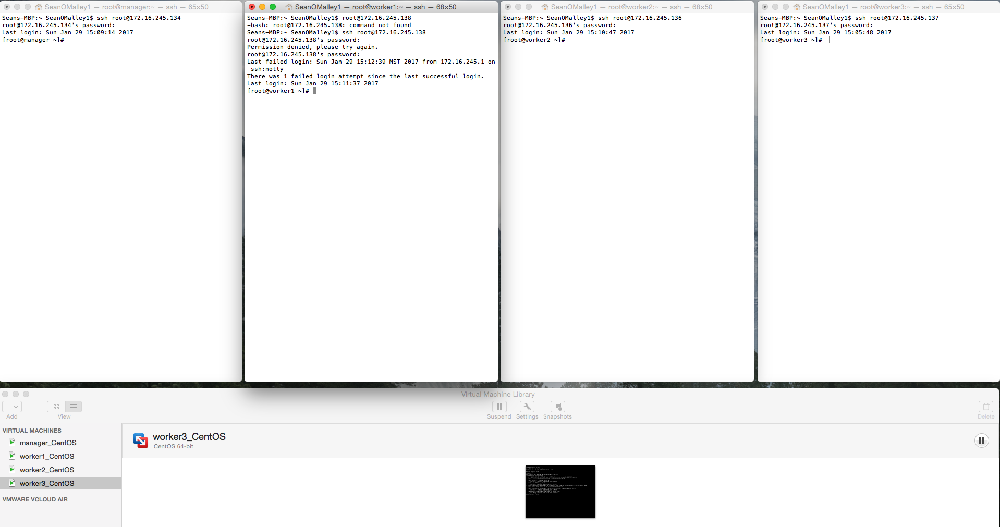 SeanOMalley1 — root@manager:~ — ssh — 65×50
Seans-MBP:~ SeanOMalley1$ ssh root@172.16.245.134
root@172.16.245.134's password:
Last login: Sun Jan 29 15:09:14 2017
[root@manager ~]#
SeanOMalley1 — root@worker1:~ — ssh — 68×50
Seans-MBP:~ SeanOMalley1$ root@172.16.245.138
-bash: root@172.16.245.138: command not found
Seans-MBP:~ SeanOMalley1$ ssh root@172.16.245.138
root@172.16.245.138's password:
Permission denied, please try again.
root@172.16.245.138's password:
Last failed login: Sun Jan 29 15:12:39 MST 2017 from 172.16.245.1 on
ssh:notty
There was 1 failed login attempt since the last successful login.
Last login: Sun Jan 29 15:11:37 2017
[root@worker1 ~]#
SeanOMalley1 — root@worker2:~ — ssh — 68×50
Seans-MBP:~ SeanOMalley1$ ssh root@172.16.245.136
root@172.16.245.136's password:
Last login: Sun Jan 29 15:10:47 2017
[root@worker2 ~]#
SeanOMalley1 — root@worker3:~ — ssh — 65×50
Seans-MBP:~ SeanOMalley1$ ssh root@172.16.245.137
root@172.16.245.137's password:
Last login: Sun Jan 29 15:05:48 2017
[root@worker3 ~]#
Virtual Machine Library
Add
View
Suspend
Settings
Snapshots
Delete
VIRTUAL MACHINES
manager_CentOS
worker1_CentOS
worker2_CentOS
worker3_CentOS
VMWARE VCLOUD AIR
worker3_CentOS
CentOS 64-bit